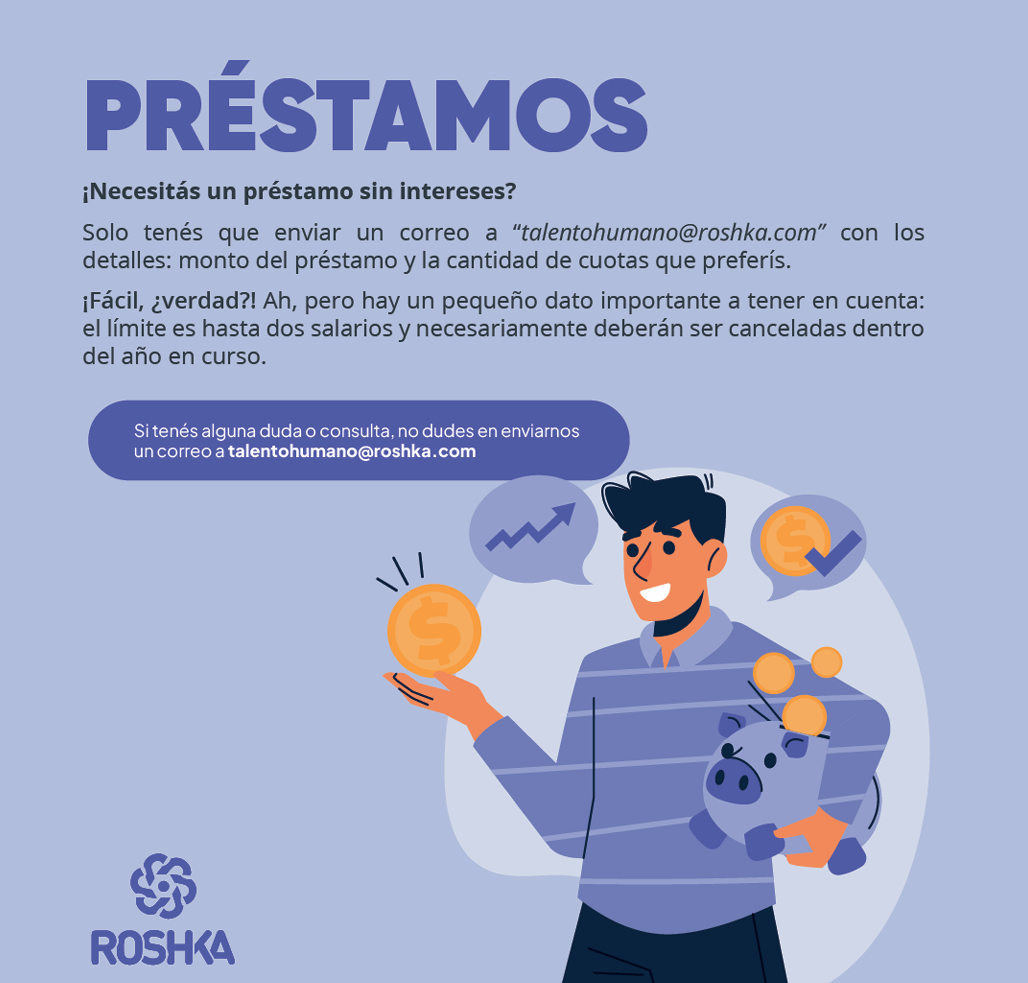 PRÉSTAMOS
¡Necesitás un préstamo sin intereses?
Solo tenés que enviar un correo a “talentohumano@roshka.com” con los
detalles: monto del préstamo y la cantidad de cuotas que preferís.
¡Fácil, ¿verdad?! Ah, pero hay un pequeño dato importante a tener en cuenta:
el límite es hasta dos salarios y necesariamente deberán ser canceladas dentro
del año en curso.
Si tenés alguna duda o consulta, no dudes en enviarnos
un correo a talentohumano@roshka.com
$
$
ROSHKA